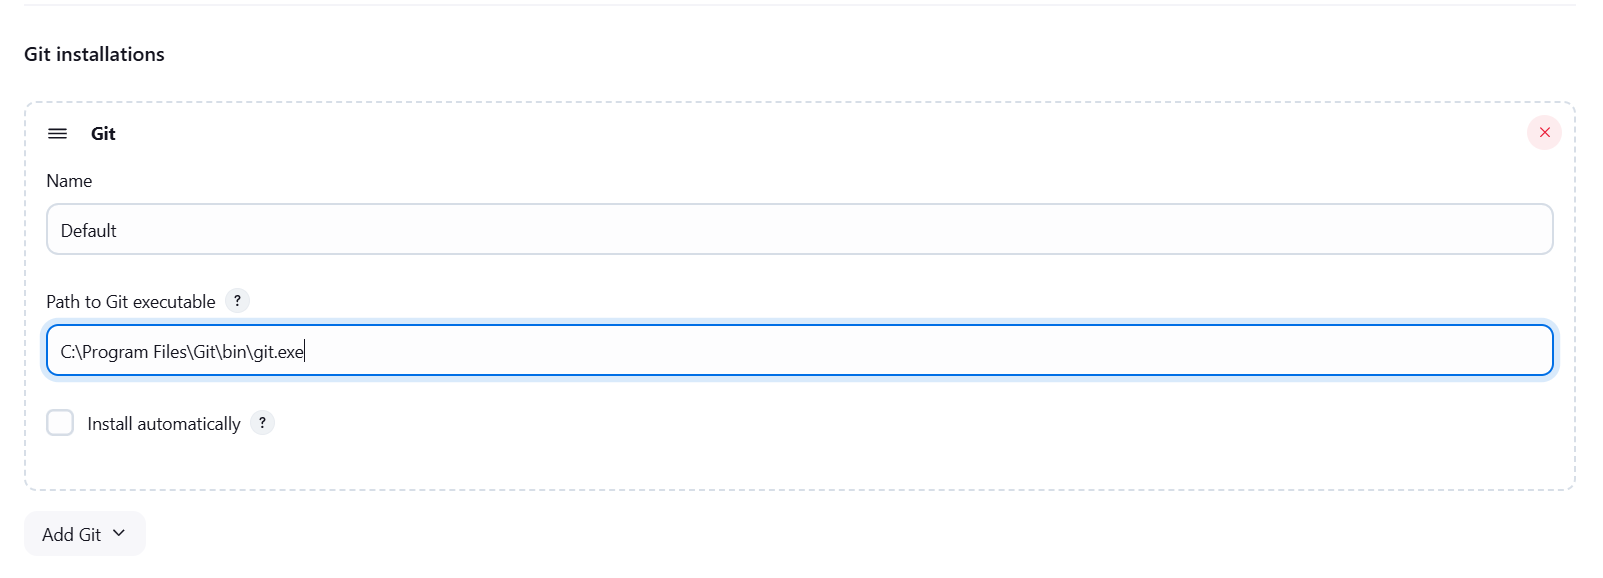 Git installations
Git
Name
Default
Path to Git executable ?
C:\Program Files\Git\bin\git.exe
Install automatically ?
Add Git